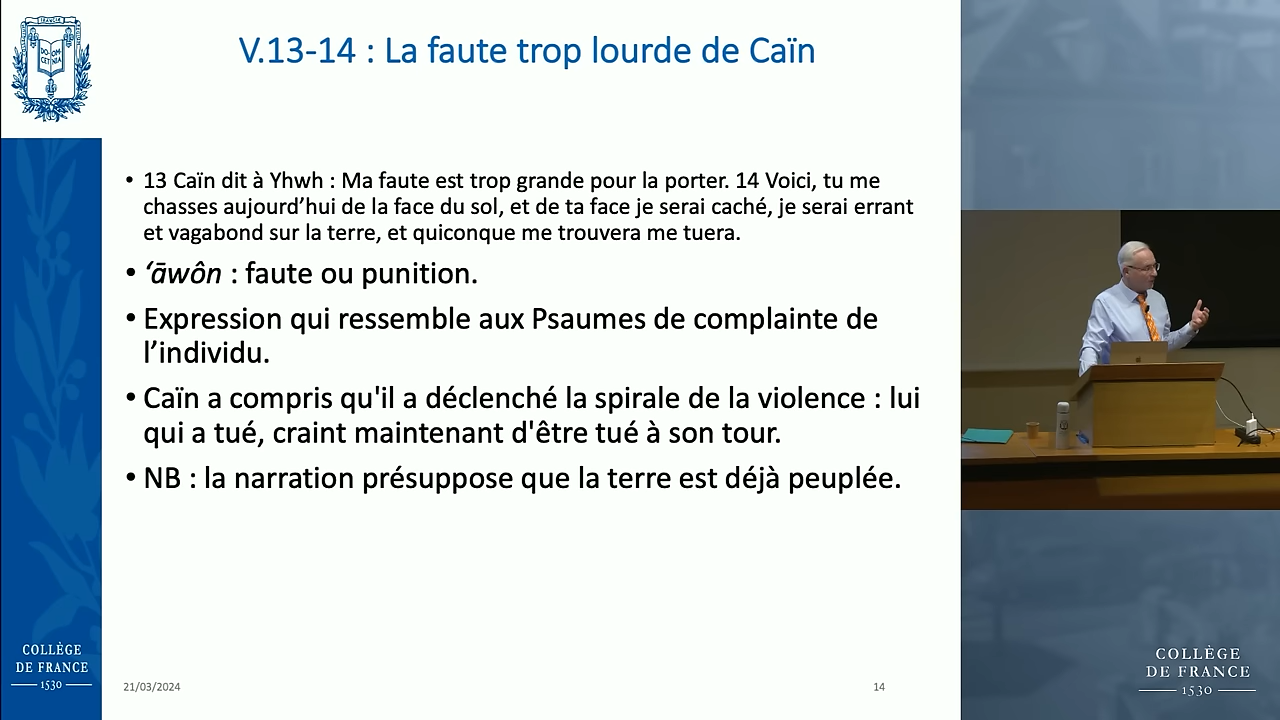 V.13-14 : La faute trop lourde de Caïn
• 13 Caïn dit à Yhwh : Ma faute est trop grande pour la porter. 14 Voici, tu me
chasses aujourd’hui de la face du sol, et de ta face je serai caché, je serai errant
et vagabond sur la terre, et quiconque me trouvera me tuera.
• ‘āwôn : faute ou punition.
• Expression qui ressemble aux Psaumes de complainte de
l’individu.
• Caïn a compris qu'il a déclenché la spirale de la violence : lui
qui a tué, craint maintenant d'être tué à son tour.
• NB : la narration présuppose que la terre est déjà peuplée.
COLLÈGE
DE FRANCE
1530
21/03/2024
14
COLLÈGE
DE FRANCE
1530